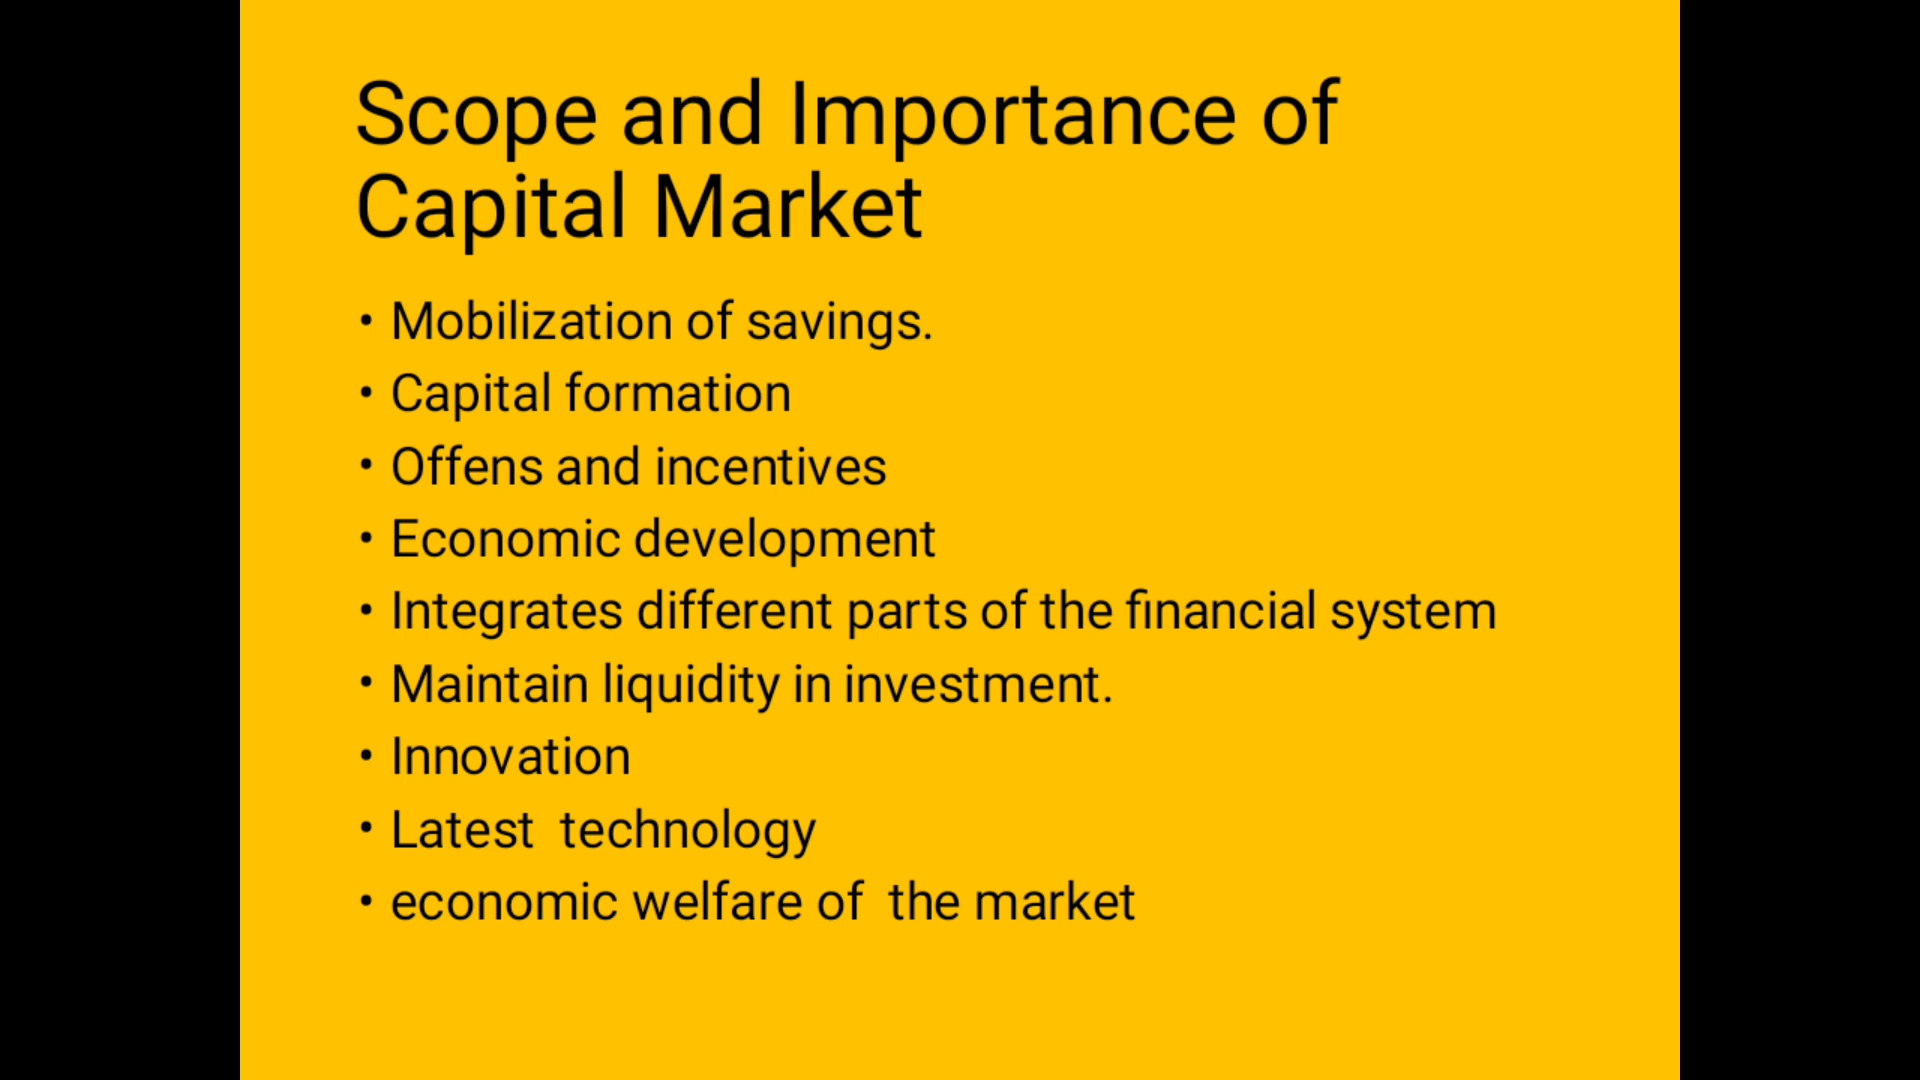 Scope and Importance of
Capital Market
• Mobilization of savings.
• Capital formation
• Offens and incentives
• Economic development
• Integrates different parts of the financial system
• Maintain liquidity in investment.
• Innovation
• Latest  technology
• economic welfare of  the market